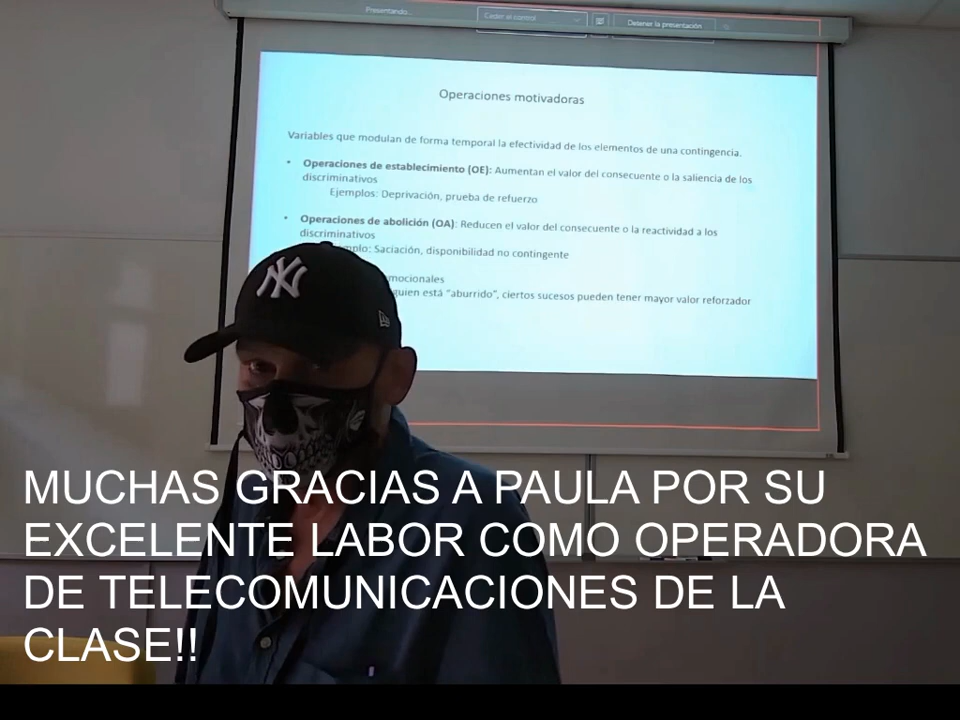 Presentando...
Ceder el control
Detener la presentación
Operaciones motivadoras
Variables que modulan de forma temporal la efectividad de los elementos de una contingencia.
• Operaciones de establecimiento (OE): Aumentan el valor del consecuente o la saliencia de los
discriminativos
Ejemplos: Deprivación, prueba de refuerzo
• Operaciones de abolición (OA): Reducen el valor del consecuente o la reactividad a los
discriminativos
mplo: Saciación, disponibilidad no contingente
mocionales
guien está “aburrido”, ciertos sucesos pueden tener mayor valor reforzador
NY
MUCHAS GRACIAS A PAULA POR SU
EXCELENTE LABOR COMO OPERADORA
DE TELECOMUNICACIONES DE LA
CLASE!!